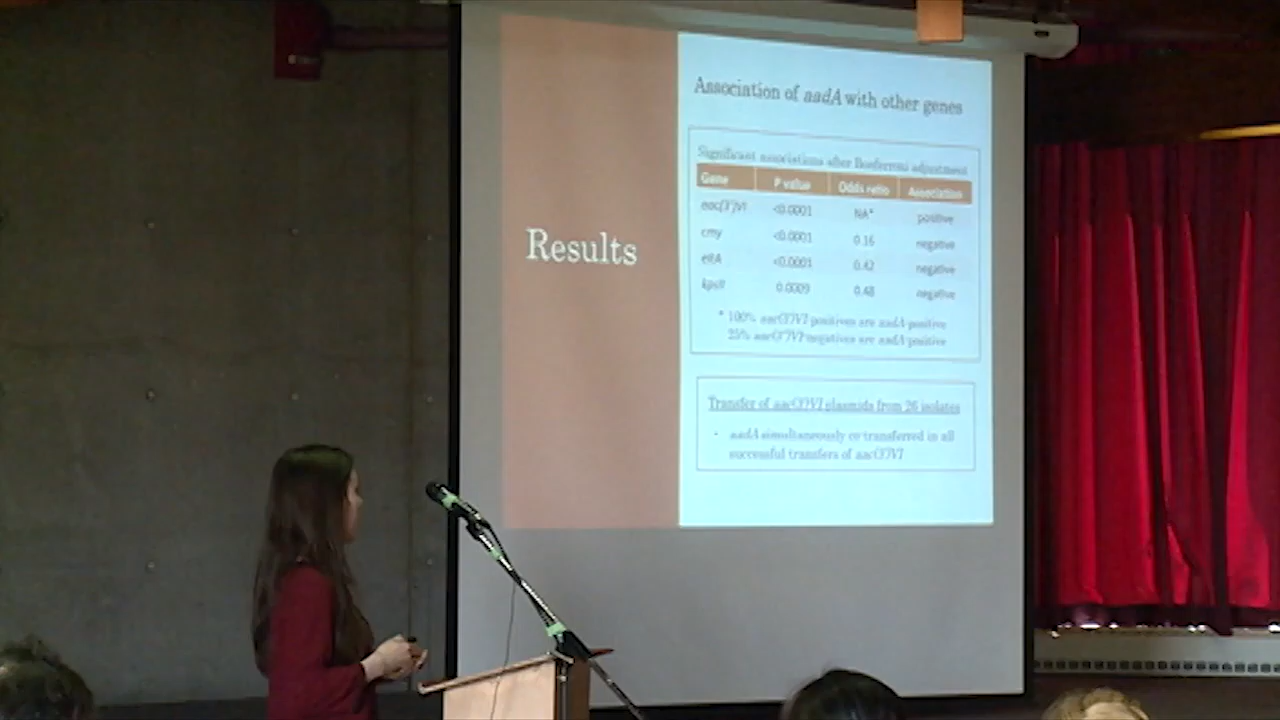 Association of aadA with other genes
Significant associations after Bonferroni adjustment
Gene P value Odds ratio Association
aac(3)VI <0.0001 NA* positive
cmy <0.0001 0.16 negative
eitA <0.0001 0.42 negative
kpsII 0.0009 0.48 negative
* 100% aac(3)VI-positives are aadA-positive
25% aac(3)VI-negatives are aadA-positive
Results
Transfer of aac(3)VI plasmids from 26 isolates
- aadA simultaneously co-transferred in all
successful transfers of aac(3)VI